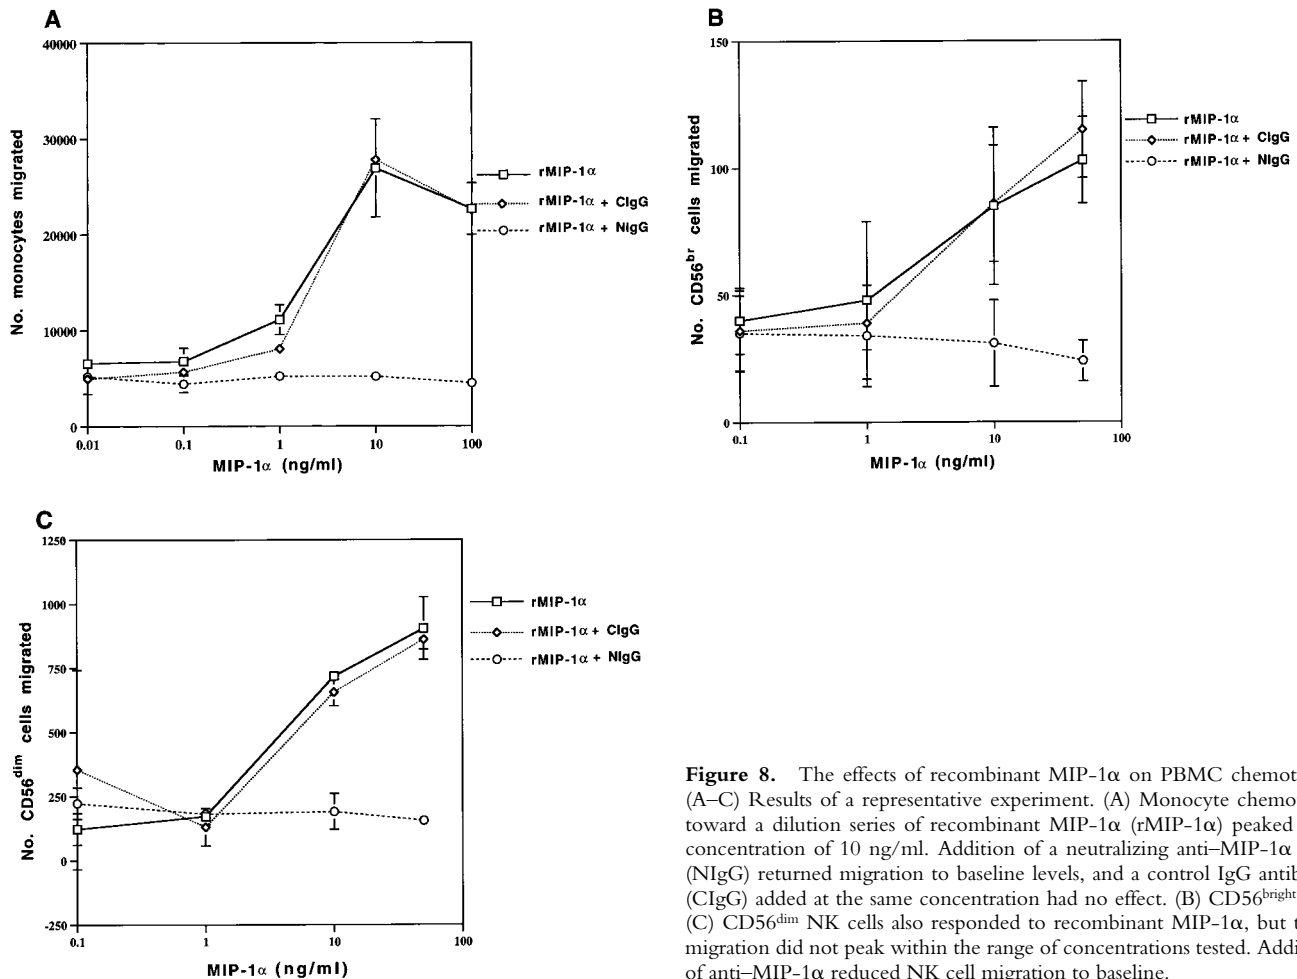 A
40000
30000
20000
10000
0
0.01 0.1 1 10 100
No. monocytes migrated
MIP-1α (ng/ml)
rMIP-1α
rMIP-1α + CIgG
rMIP-1α + NIgG
B
150
100
50
0
0.1 1 10 100
No. CD56br cells migrated
MIP-1α (ng/ml)
rMIP-1α
rMIP-1α + CIgG
rMIP-1α + NIgG
C
1250
1000
750
500
250
0
-250
0.1 1 10 100
No. CD56dim cells migrated
MIP-1α (ng/ml)
rMIP-1α
rMIP-1α + CIgG
rMIP-1α + NIgG
Figure 8. The effects of recombinant MIP-1α on PBMC chemot
(A–C) Results of a representative experiment. (A) Monocyte chemo
toward a dilution series of recombinant MIP-1α (rMIP-1α) peaked
concentration of 10 ng/ml. Addition of a neutralizing anti–MIP-1α
(NIgG) returned migration to baseline levels, and a control IgG antib
(CIgG) added at the same concentration had no effect. (B) CD56bright
(C) CD56dim NK cells also responded to recombinant MIP-1α, but t
migration did not peak within the range of concentrations tested. Addi
of anti–MIP-1α reduced NK cell migration to baseline.